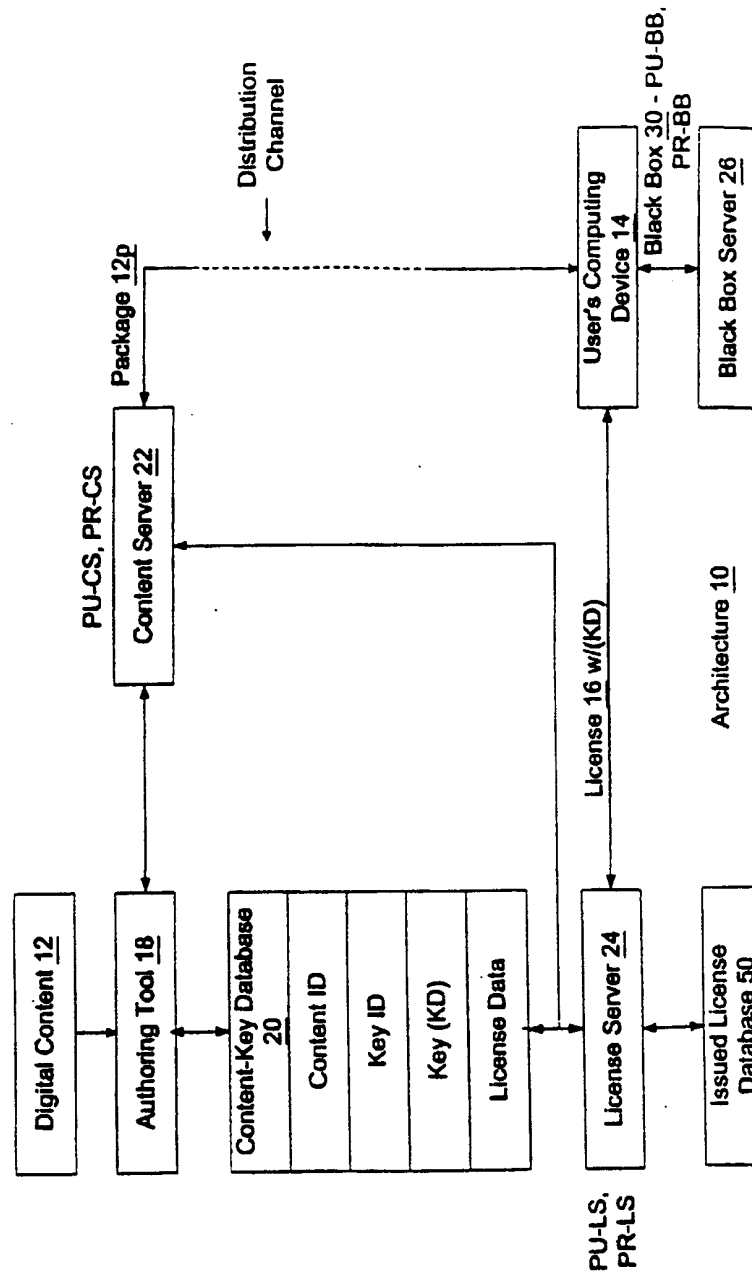 Digital Content 12
Authoring Tool 18
Content-Key Database
20
Content ID
Key ID
Key (KD)
License Data
License Server 24
PU-LS,
PR-LS
Issued License
Database 50
PU-CS, PR-CS
Content Server 22
Package 12p
Distribution
Channel
License 16 w/(KD)
User's Computing
Device 14
Black Box 30 - PU-BB,
PR-BB
Black Box Server 26
Architecture 10